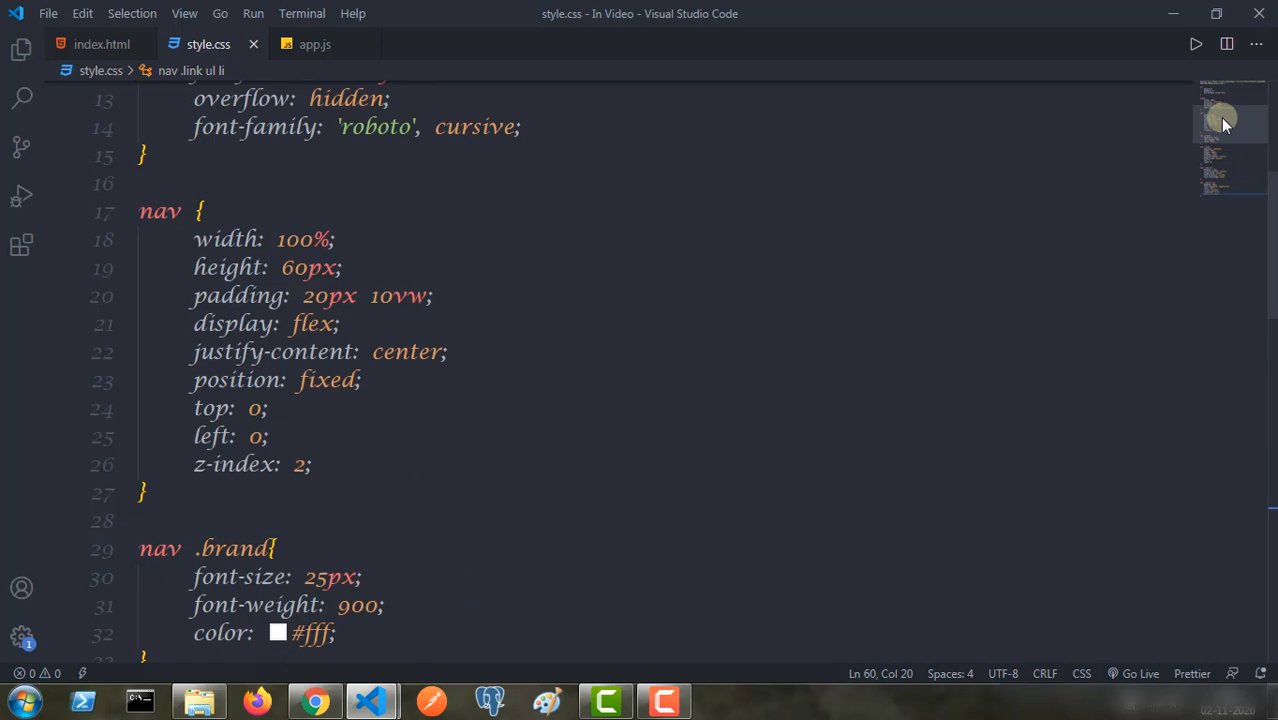 File Edit Selection View Go Run Terminal Help
style.css - In Video - Visual Studio Code
index.html style.css app.js
style.css > nav .link ul li
13 overflow: hidden;
14 font-family: 'roboto', cursive;
15 }
16
17 nav {
18 width: 100%;
19 height: 60px;
20 padding: 20px 10vw;
21 display: flex;
22 justify-content: center;
23 position: fixed;
24 top: 0;
25 left: 0;
26 z-index: 2;
27 }
28
29 nav .brand{
30 font-size: 25px;
31 font-weight: 900;
32 color: #fff;
33 }
1
0 0 Ln 60, Col 20 Spaces: 4 UTF-8 CRLF CSS Go Live Prettier
02-11-2020